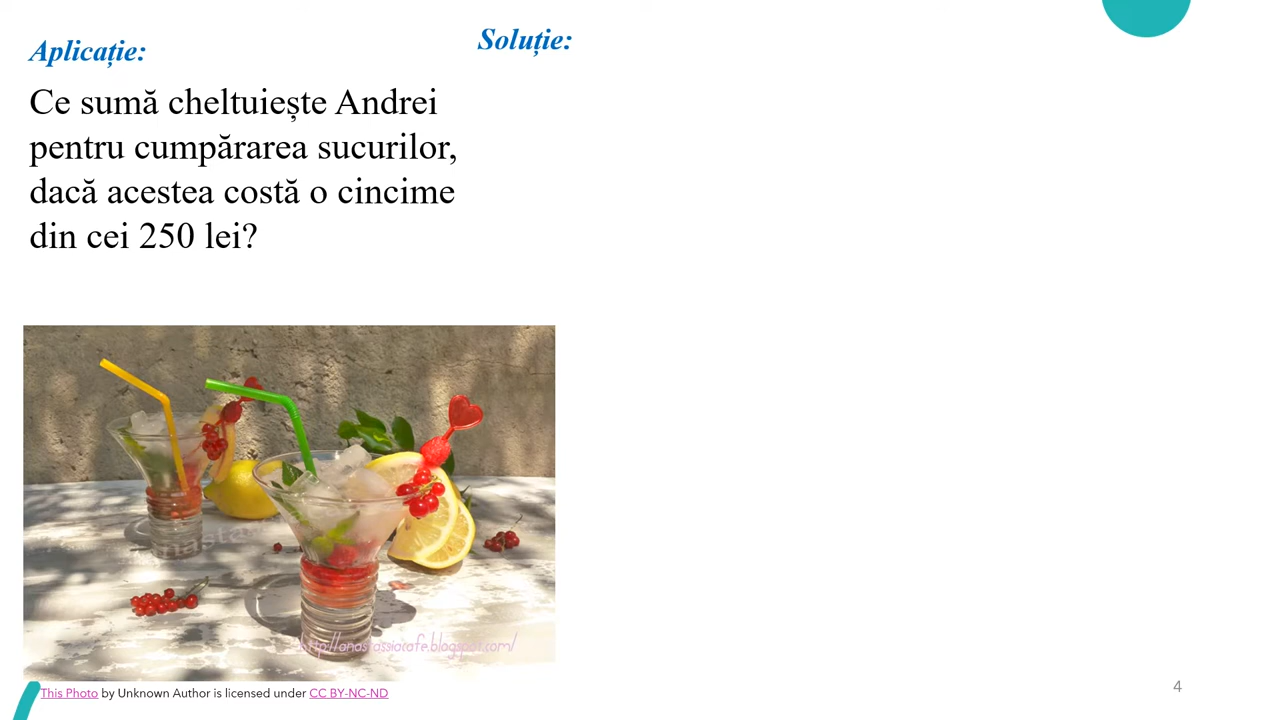 Aplicație:
Ce sumă cheltuiește Andrei
pentru cumpărarea sucurilor,
dacă acestea costă o cincime
din cei 250 lei?
Soluție:
http://anastassiacafe.blogspot.com/
This Photo by Unknown Author is licensed under CC BY-NC-ND
4